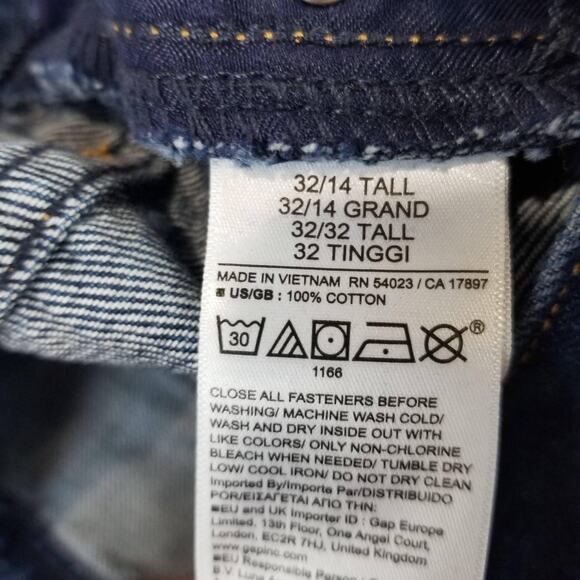 32/14 TALL
32/14 GRAND
32/32 TALL
32 TINGGI
MADE IN VIETNAM RN 54023 / CA 17897
US/GB : 100% COTTON
30
®
1166
CLOSE ALL FASTENERS BEFORE
WASHING/ MACHINE WASH COLD/
WASH AND DRY INSIDE OUT WITH
LIKE COLORS/ ONLY NON-CHLORINE
BLEACH WHEN NEEDED/ TUMBLE DRY
LOW/ COOL IRON/ DO NOT DRY CLEAN
Imported By/Importe Par/DISTRIBUIDO
POR/ΕΙΣΑΓΕΤΑΙ ΑΠΟ ΤΗΝ:
EU and UK Importer ID : Gap Europe
Limited, 13th Floor, One Angel Court,
London, EC2R 7HJ, United Kingdom
www.gapinc.com
EU Responsible
B.V.